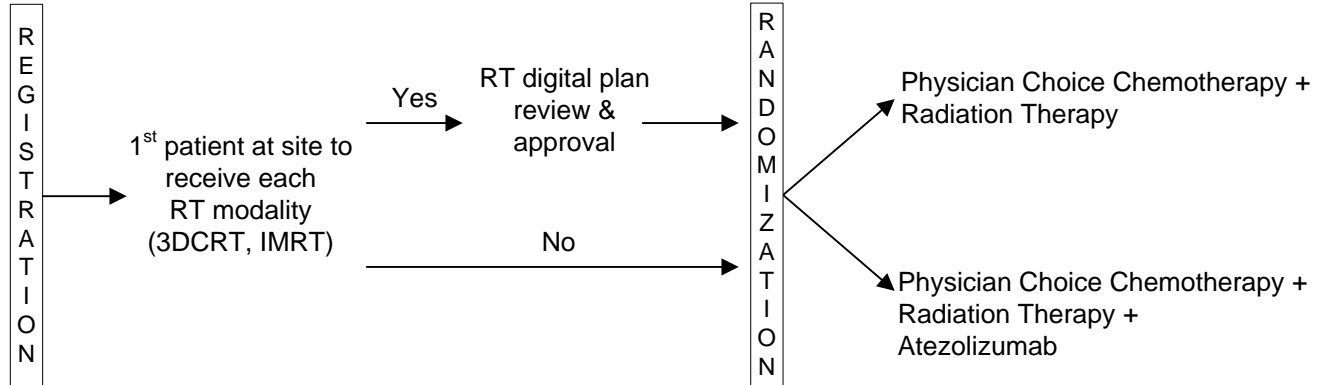 REGISTRATION
1st patient at site to
receive each
RT modality
(3DCRT, IMRT)
Yes
RT digital plan
review &
approval
No
RANDOMIZATION
Physician Choice Chemotherapy +
Radiation Therapy
Physician Choice Chemotherapy +
Radiation Therapy +
Atezolizumab